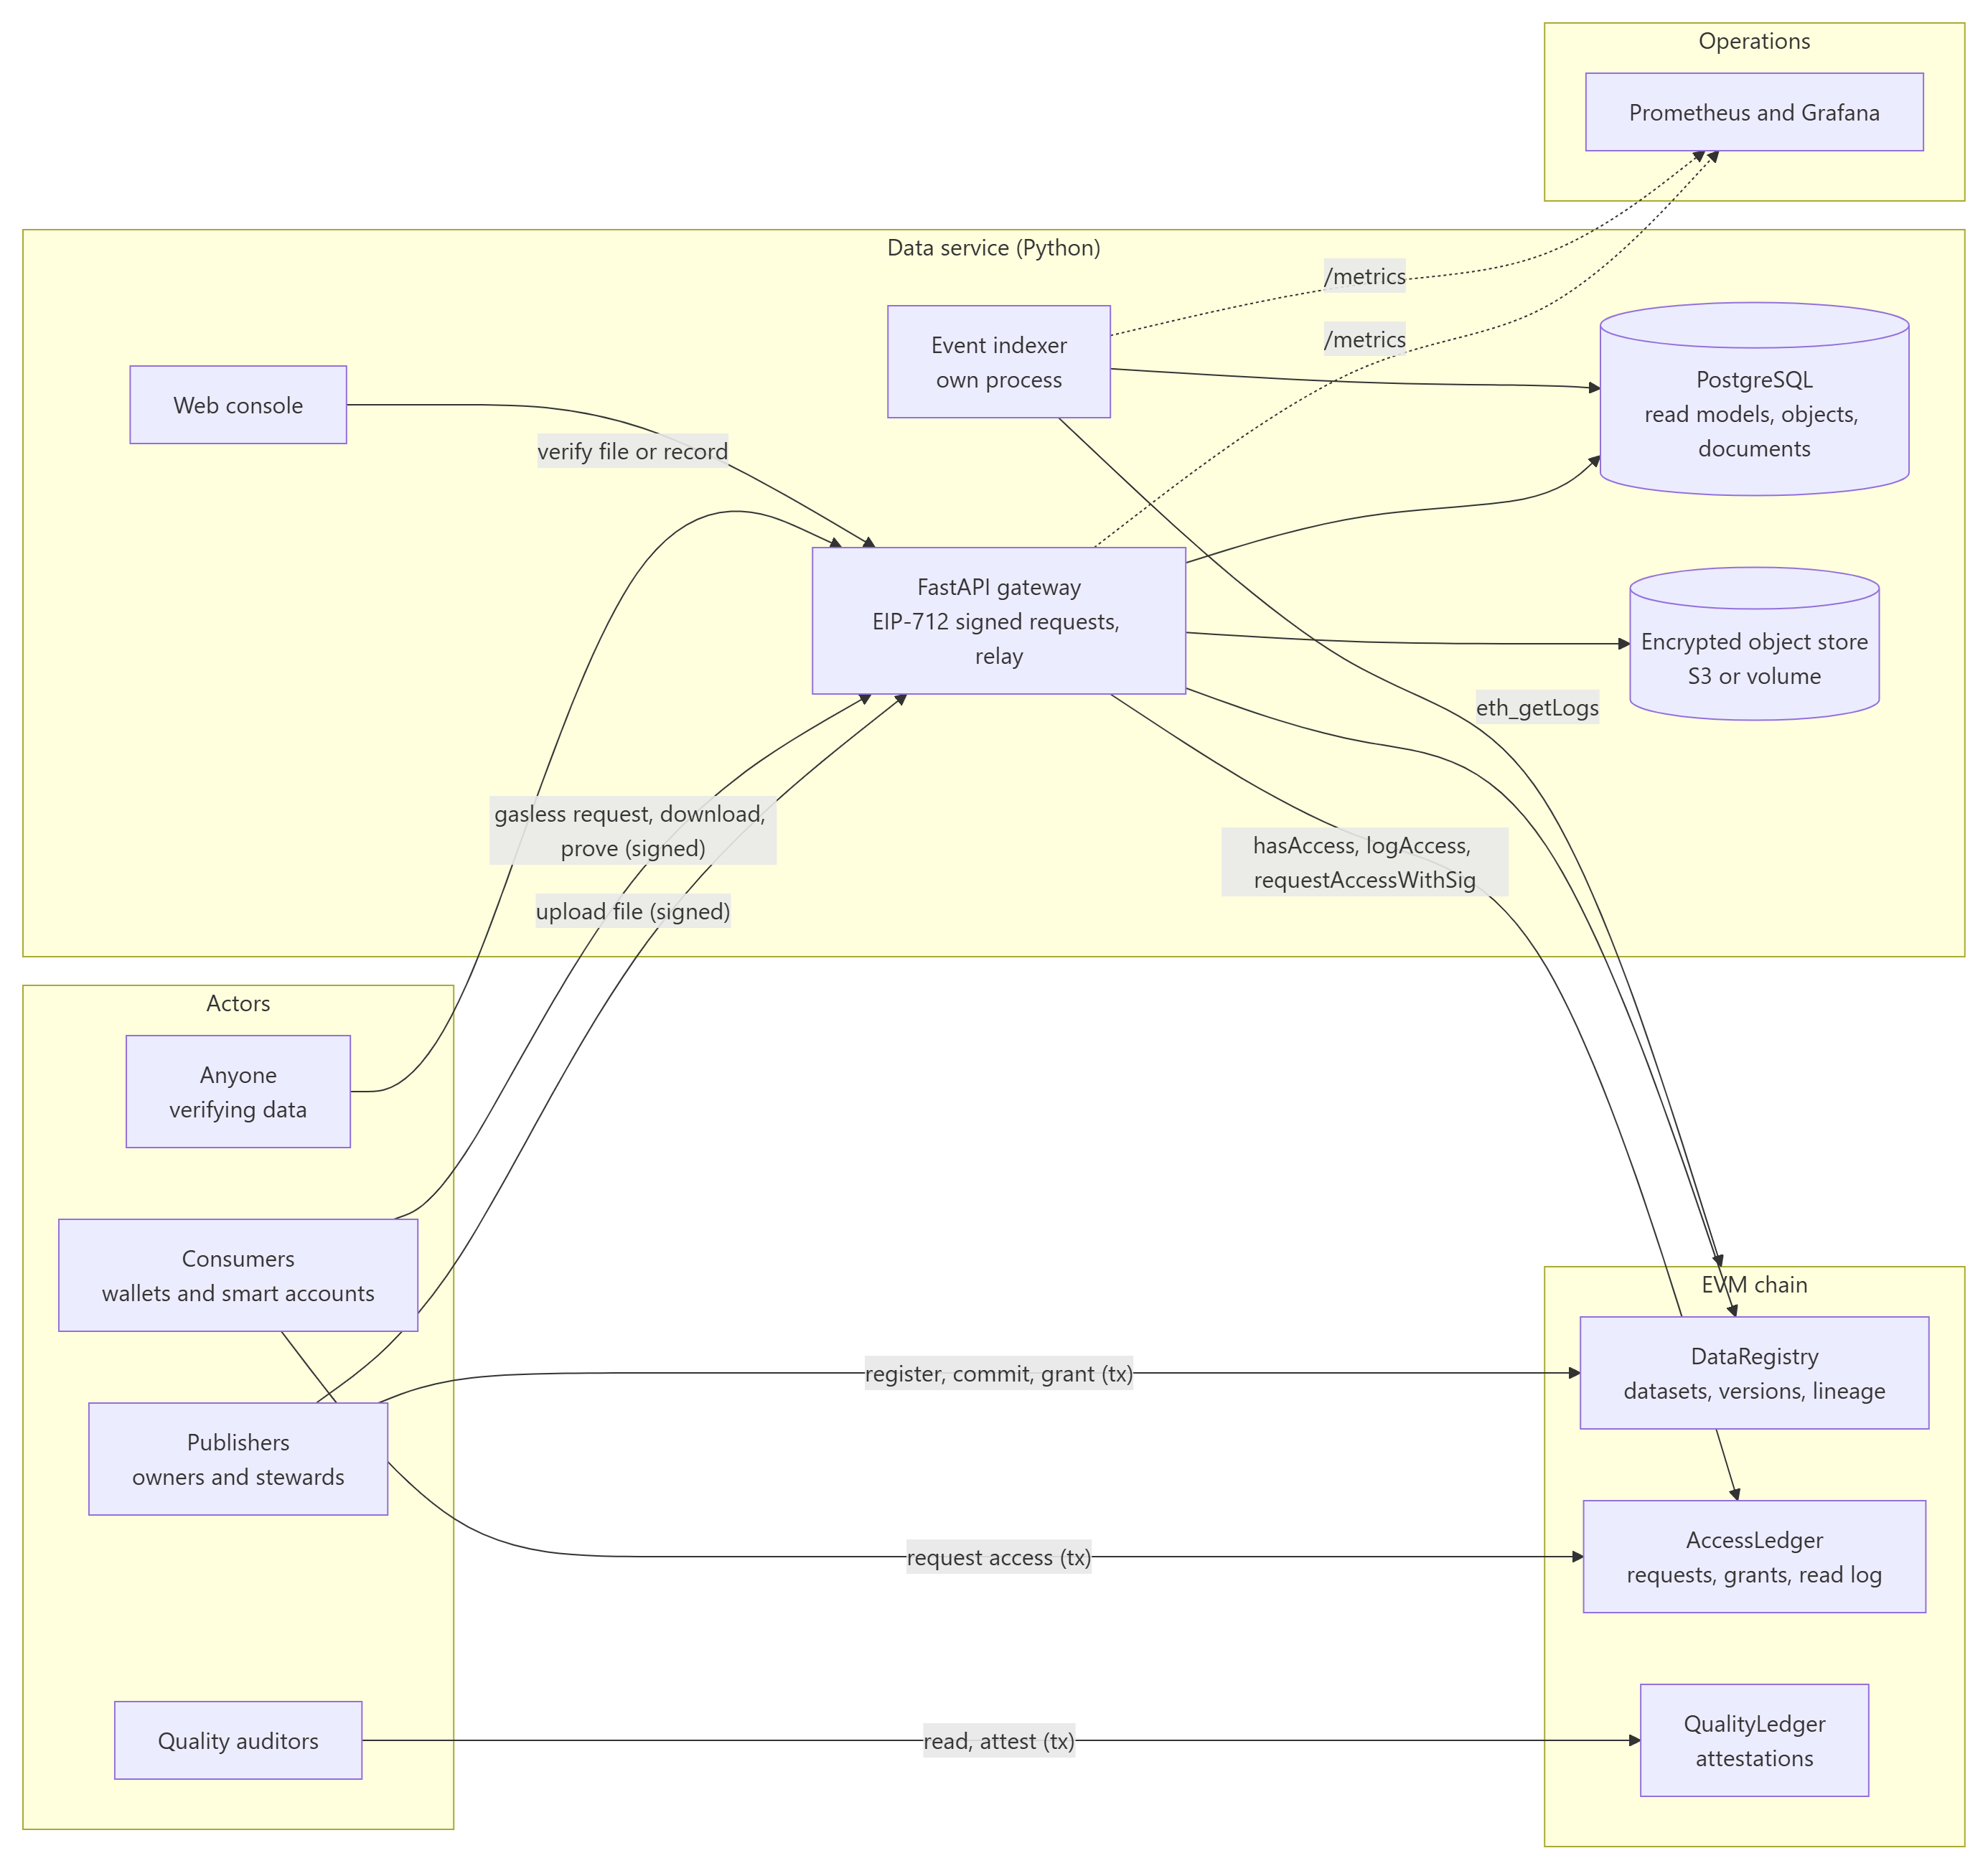 Operations
Prometheus and Grafana
Data service (Python)
/metrics
Event indexer
own process
/metrics
PostgreSQL
read models, objects,
documents
Web console
verify file or record
FastAPI gateway
EIP-712 signed requests,
relay
Encrypted object store
S3 or volume
eth_getLogs
gasless request, download,
prove (signed)
hasAccess, logAccess,
requestAccessWithSig
upload file (signed)
Actors
Anyone
verifying data
Consumers
wallets and smart accounts
EVM chain
register, commit, grant (tx)
DataRegistry
datasets, versions, lineage
Publishers
owners and stewards
request access (tx)
AccessLedger
requests, grants, read log
Quality auditors
read, attest (tx)
QualityLedger
attestations